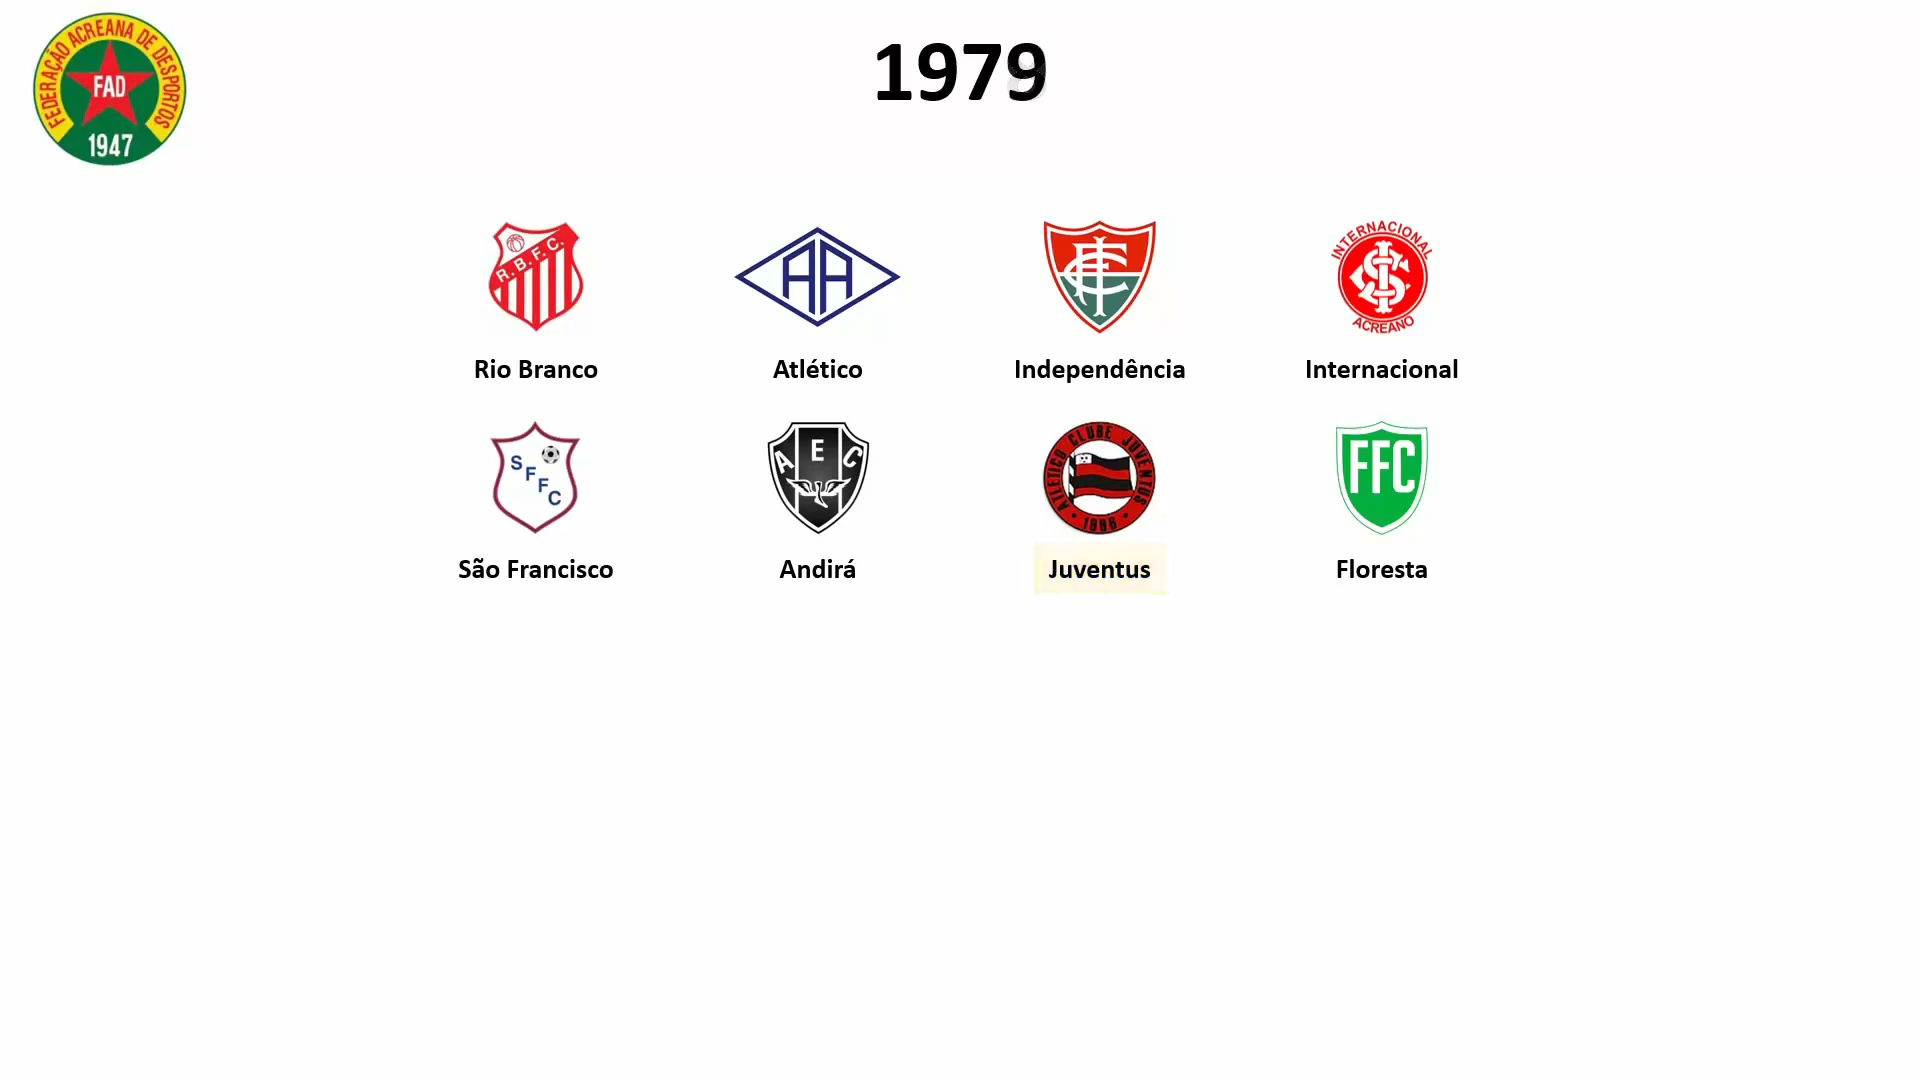 FEDERAÇÃO ACREANA DE DESPORTOS
FAD
1947
1979
R.B.F.C.
AA
INTERNACIONAL
ACREANO
Rio Branco
Atlético
Independência
Internacional
SFFC
AEC
ATLÉTICO CLUBE JUVENTUS
FFC
São Francisco
Andirá
Juventus
Floresta